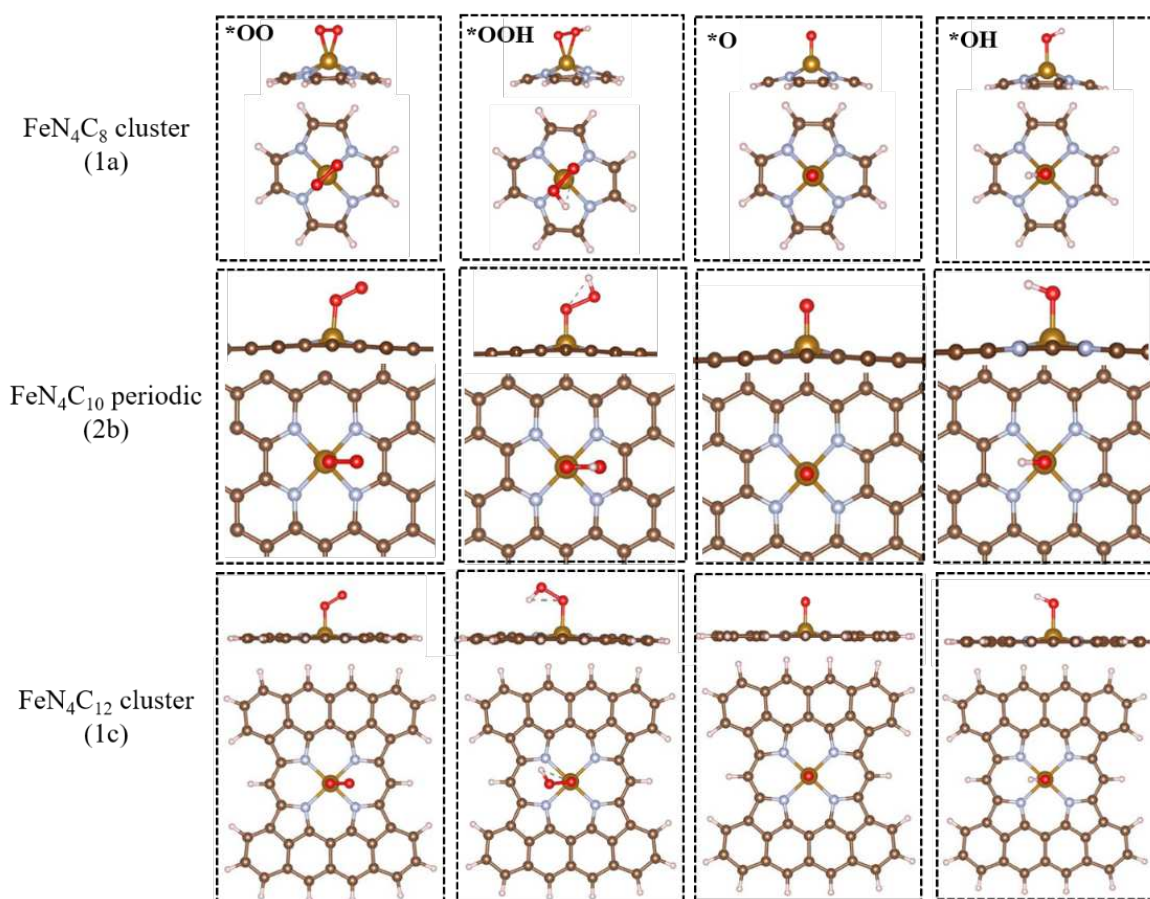 *OO
*OOH
*O
*OH
FeN₄C₈ cluster
(1a)
FeN₄C₁₀ periodic
(2b)
FeN₄C₁₂ cluster
(1c)